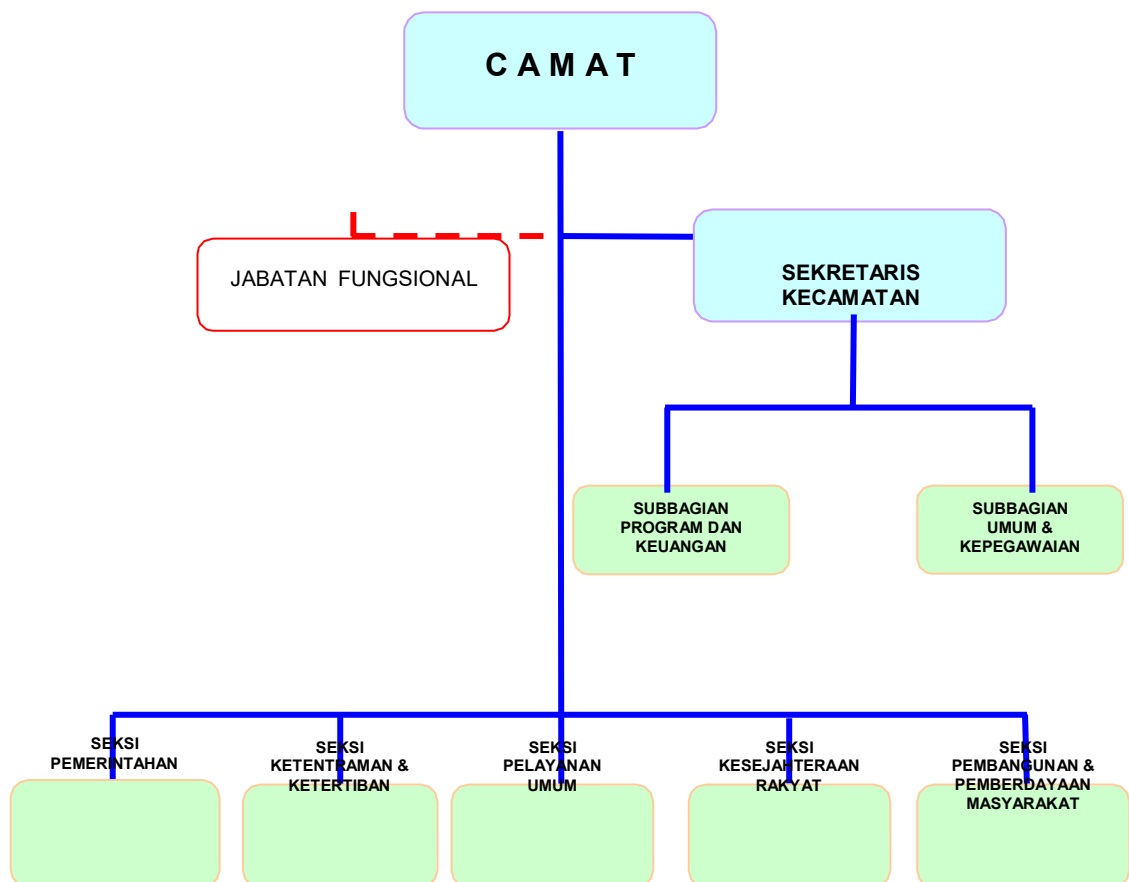 C A M A T
JABATAN FUNGSIONAL
SEKRETARIS
KECAMATAN
SUBBAGIAN
PROGRAM DAN
KEUANGAN
SUBBAGIAN
UMUM &
KEPEGAWAIAN
SEKSI
PEMERINTAHAN
SEKSI
KETENTRAMAN &
KETERTIBAN
SEKSI
PELAYANAN
UMUM
SEKSI
KESEJAHTERAAN
RAKYAT
SEKSI
PEMBANGUNAN &
PEMBERDAYAAN
MASYARAKAT